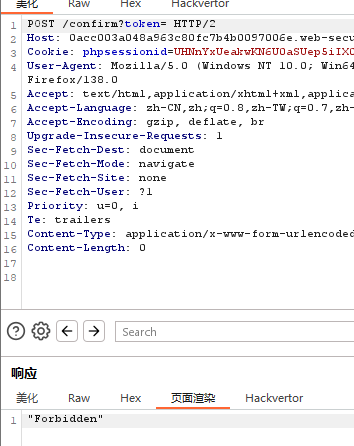 美化 Raw Hex Hackvertor
1 POST /confirm?token= HTTP/2
2 Host: 0acc003a048a963c80fc7b4b0097006e.web-secu
3 Cookie: phpsessionid=UHNnYxUeakwKN6U0aSUep5iIXO
4 User-Agent: Mozilla/5.0 (Windows NT 10.0; Win64
Firefox/138.0
5 Accept: text/html,application/xhtml+xml,applica
6 Accept-Language: zh-CN,zh;q=0.8,zh-TW;q=0.7,zh-
7 Accept-Encoding: gzip, deflate, br
8 Upgrade-Insecure-Requests: 1
9 Sec-Fetch-Dest: document
10 Sec-Fetch-Mode: navigate
11 Sec-Fetch-Site: none
12 Sec-Fetch-User: ?1
13 Priority: u=0, i
14 Te: trailers
15 Content-Type: application/x-www-form-urlencoded
16 Content-Length: 0
17
18
Search
响应
美化 Raw Hex 页面渲染 Hackvertor
1 "Forbidden"